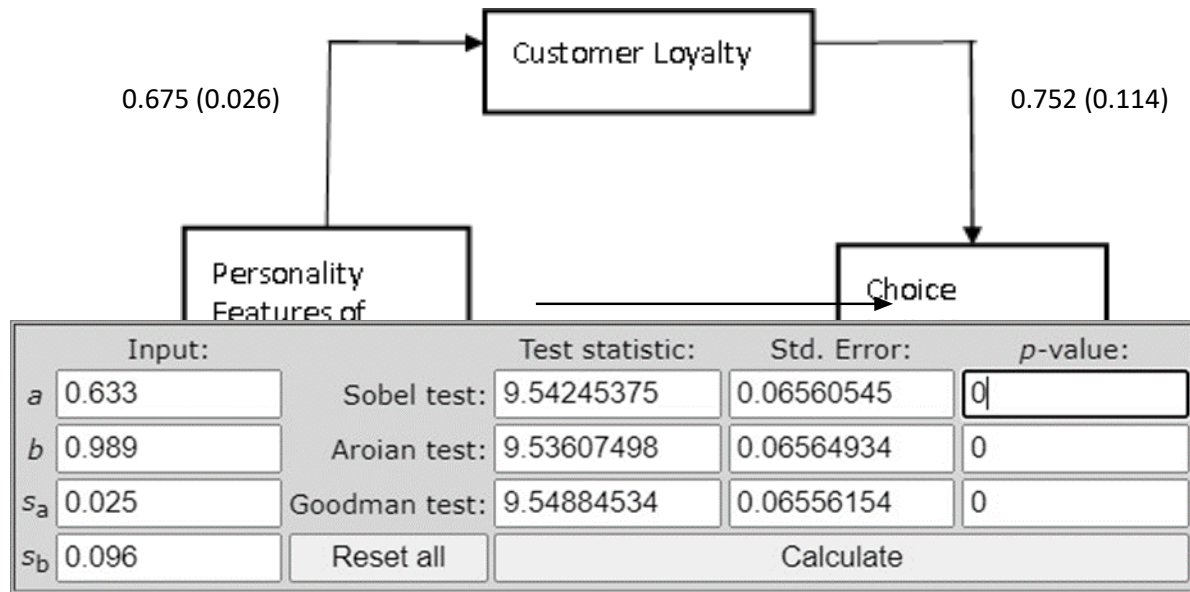 Customer Loyalty
0.675 (0.026)
0.752 (0.114)
Personality
Features of
Choice
Input: Test statistic: Std. Error: p-value:
a 0.633 Sobel test: 9.54245375 0.06560545 0
b 0.989 Aroian test: 9.53607498 0.06564934 0
sa 0.025 Goodman test: 9.54884534 0.06556154 0
sb 0.096 Reset all Calculate